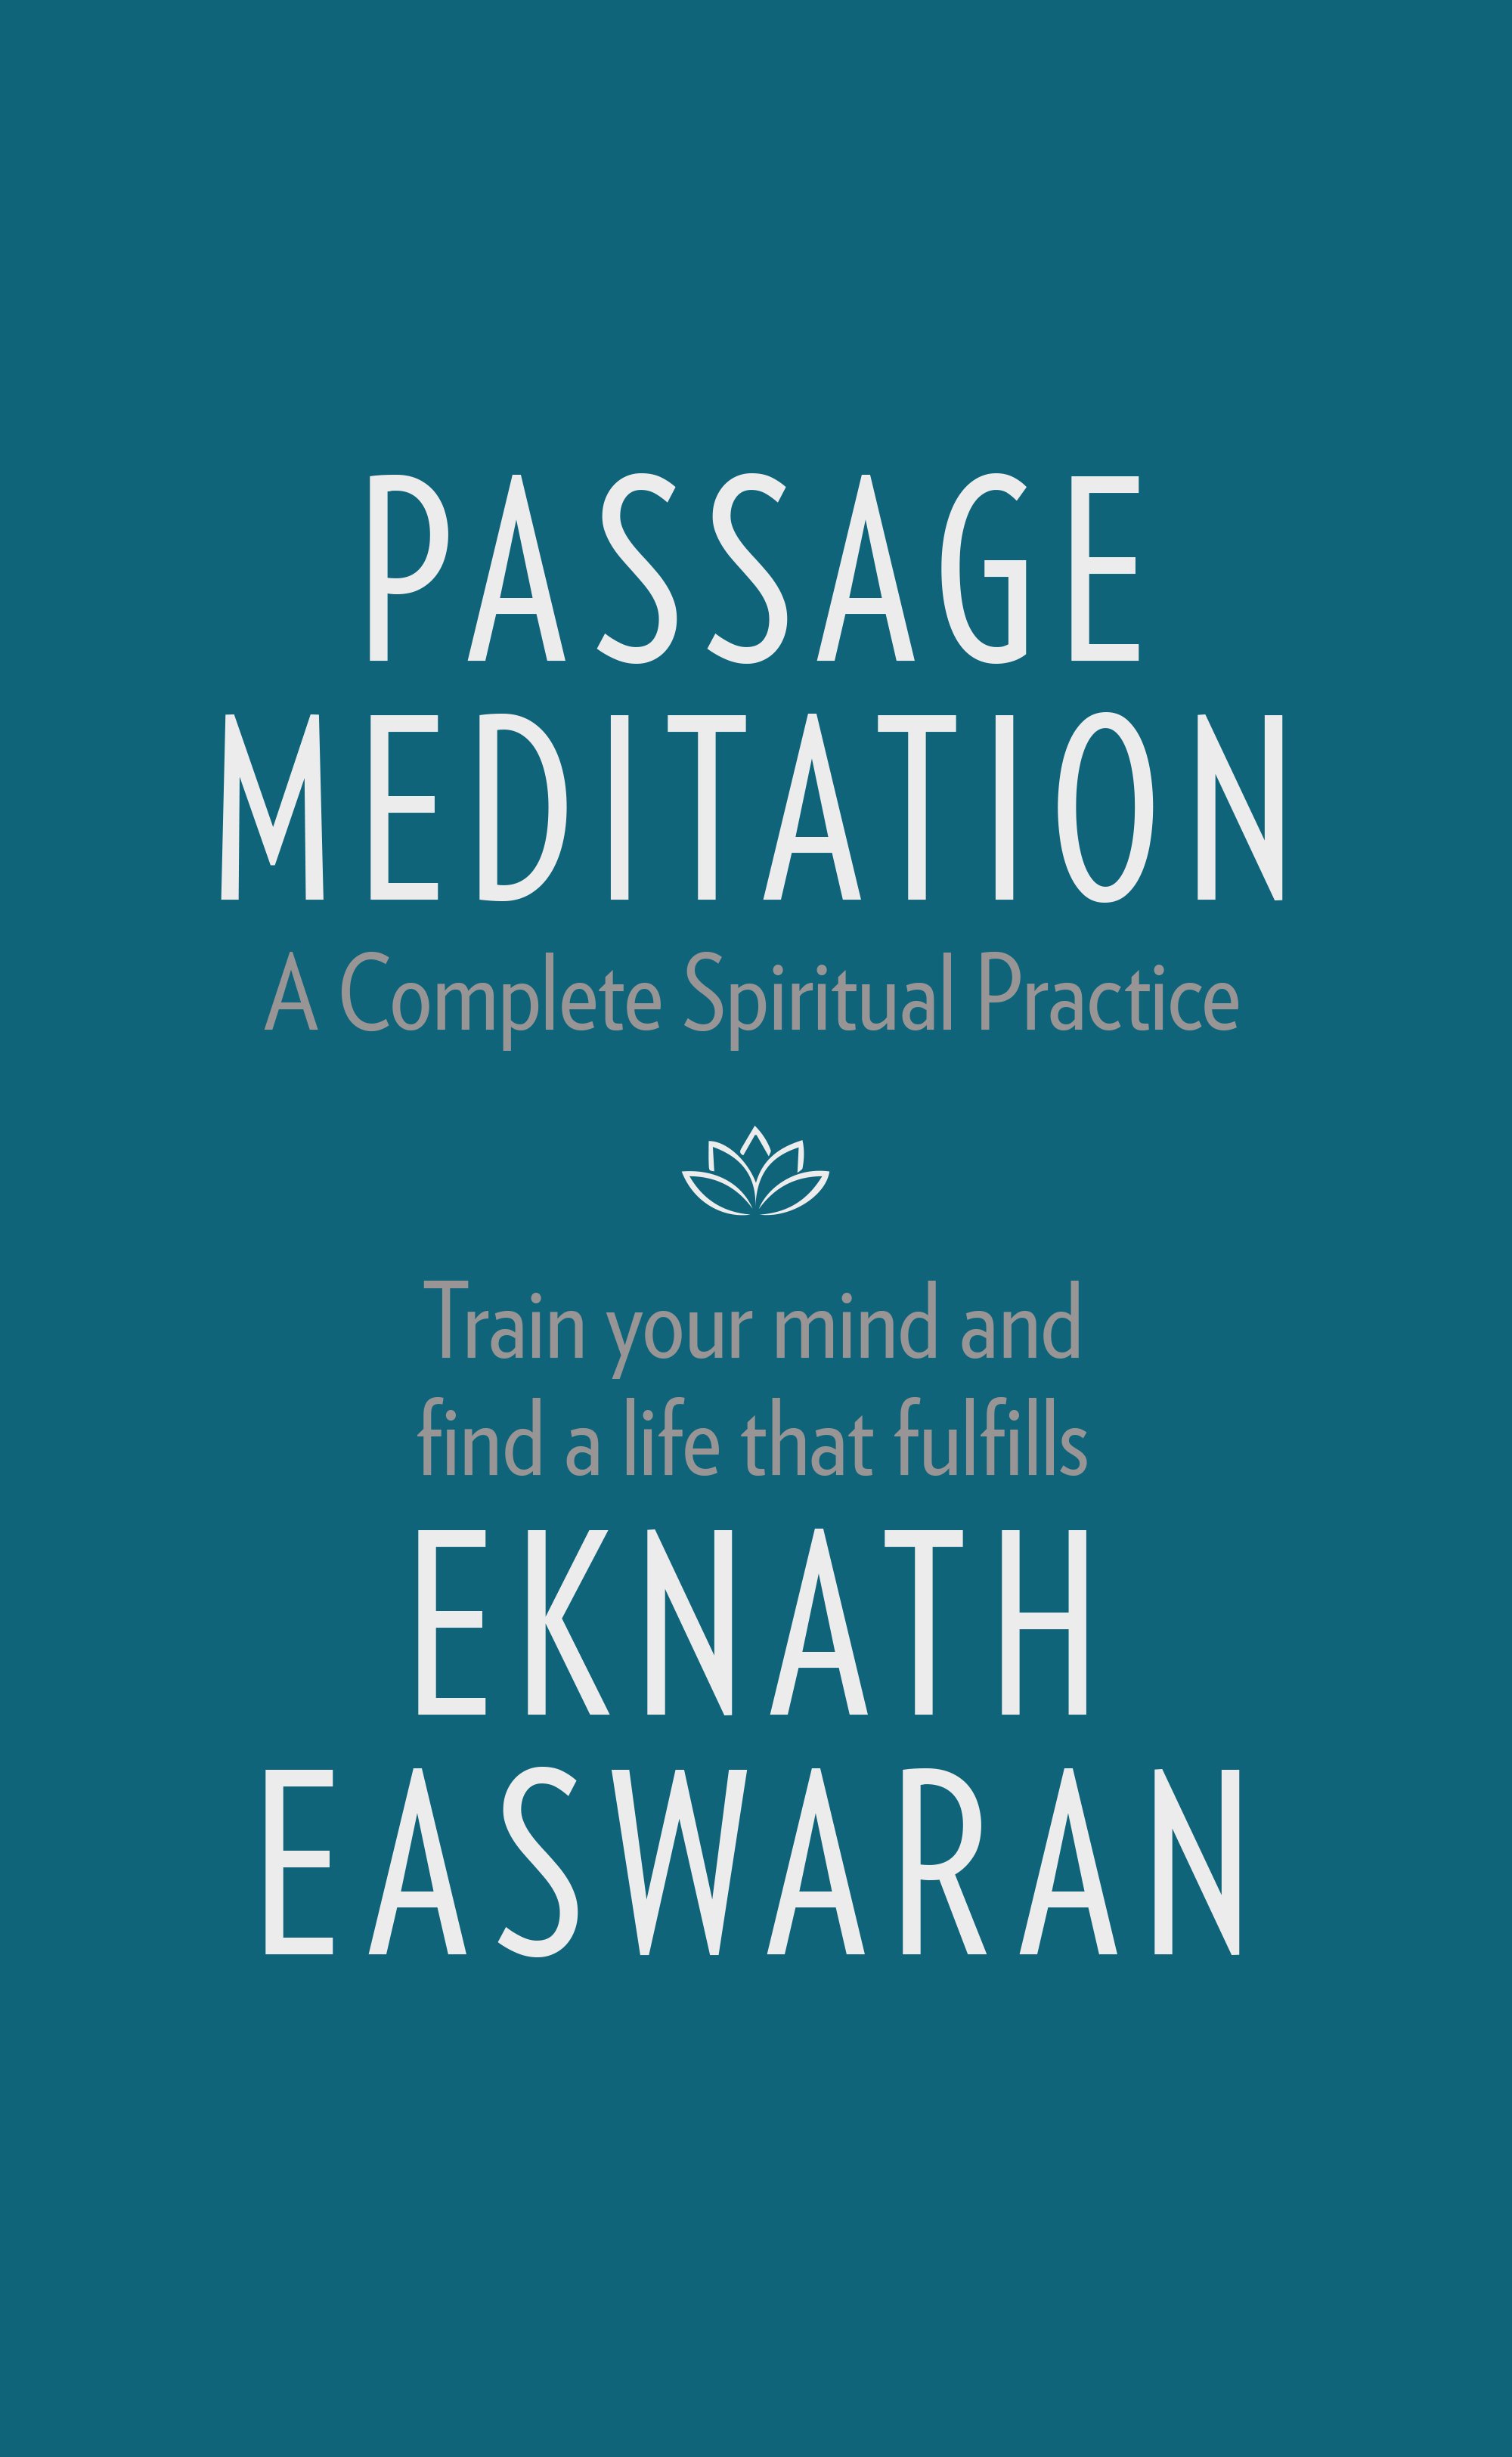 PASSAGE
MEDITATION
A Complete Spiritual Practice
Train your mind and
find a life that fulfills
EKNATH
EASWARAN